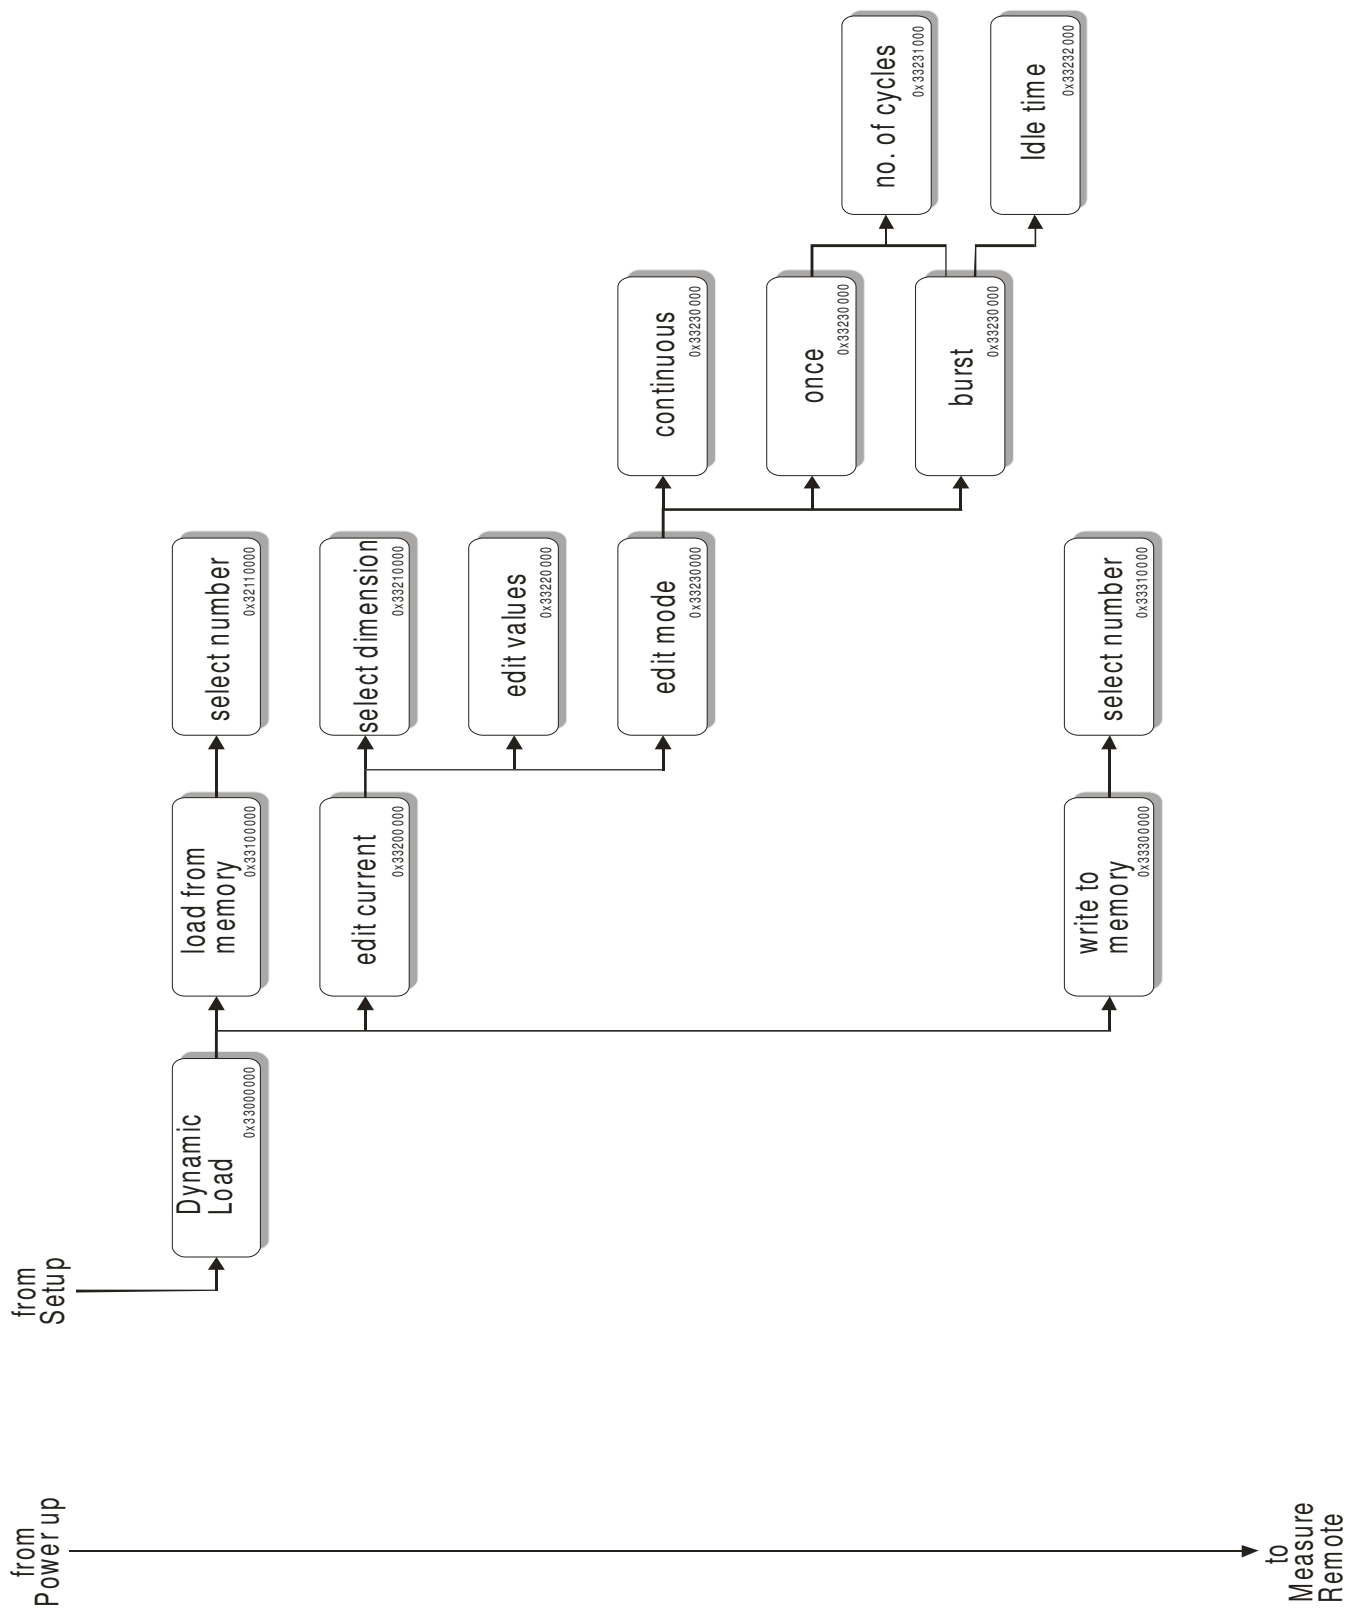 from
Power up
to
Measure
Remote
from
Setup
Dynamic
Load
0x33000000
load from
memory
0x33100000
select number
0x32110000
edit current
0x33200000
select dimension
0x33210000
edit values
0x33220000
edit mode
0x33230000
continuous
0x33230000
once
0x33230000
burst
0x33230000
no. of cycles
0x33231000
Idle time
0x33232000
write to
memory
0x33300000
select number
0x33310000